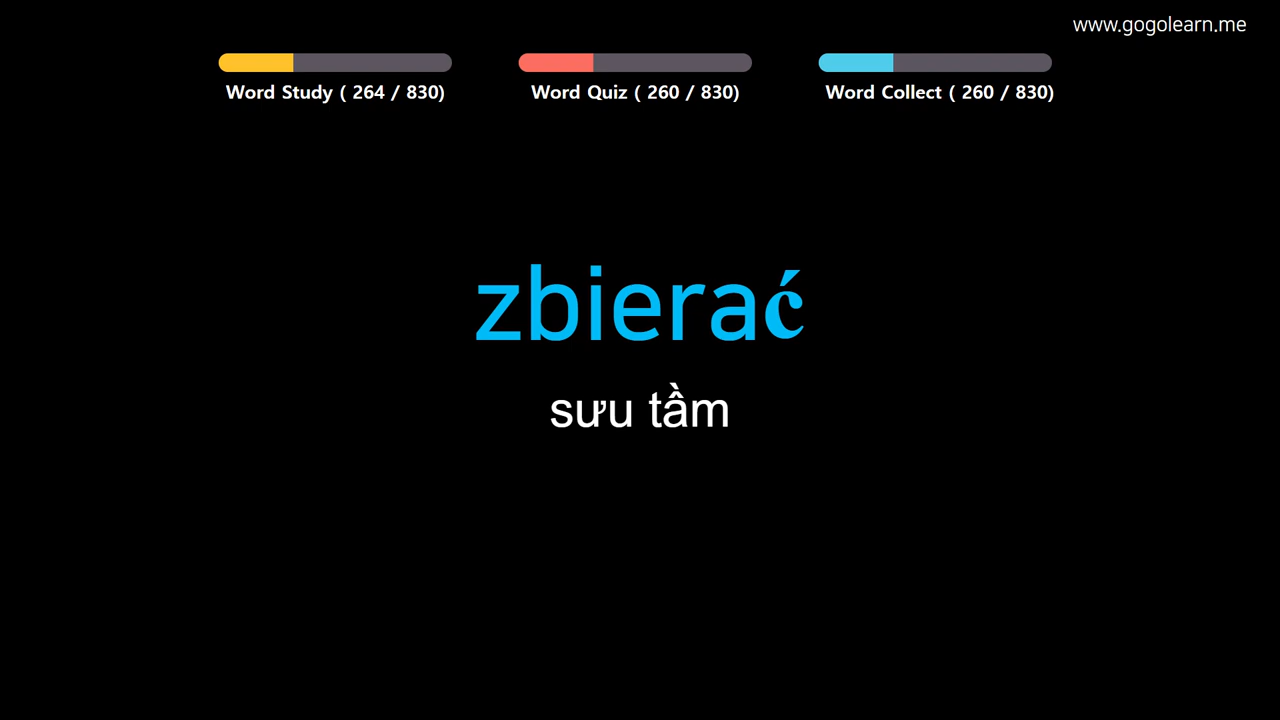 www.gogolearn.me
Word Study ( 264 / 830)
Word Quiz ( 260 / 830)
Word Collect ( 260 / 830)
zbierać
sưu tầm